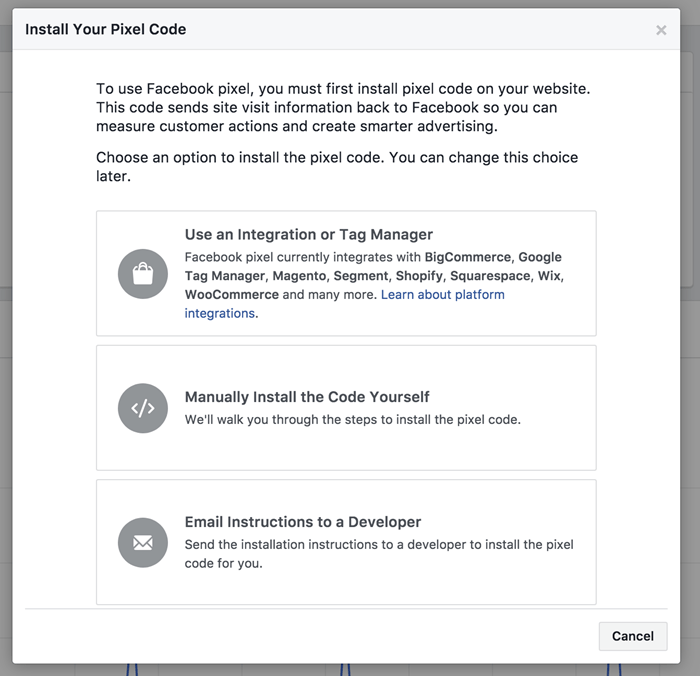 Install Your Pixel Code
To use Facebook pixel, you must first install pixel code on your website.
This code sends site visit information back to Facebook so you can
measure customer actions and create smarter advertising.
Choose an option to install the pixel code. You can change this choice
later.
Use an Integration or Tag Manager
Facebook pixel currently integrates with BigCommerce, Google
Tag Manager, Magento, Segment, Shopify, Squarespace, Wix,
WooCommerce and many more. Learn about platform
integrations.
Manually Install the Code Yourself
We'll walk you through the steps to install the pixel code.
Email Instructions to a Developer
Send the installation instructions to a developer to install the pixel
code for you.
Cancel